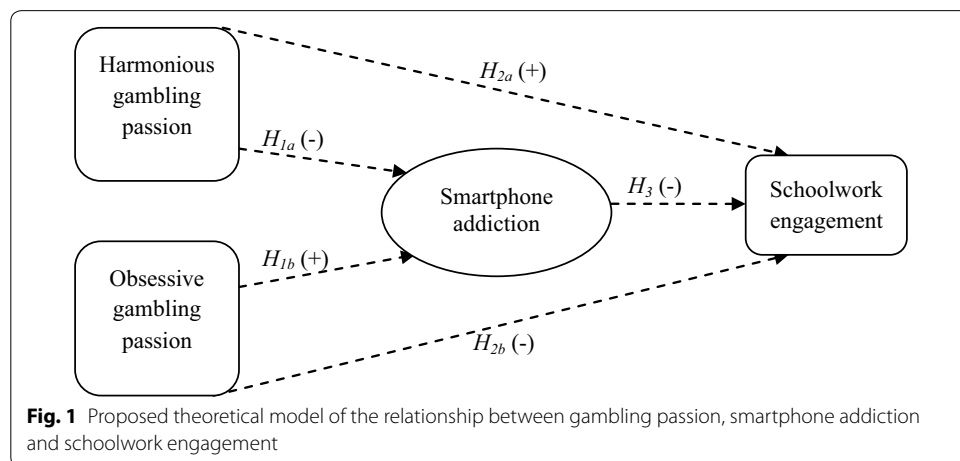 Harmonious
gambling
passion
H2a (+)
H1a (-)
Smartphone
addiction
H3 (-)
Schoolwork
engagement
Obsessive
gambling
passion
H1b (+)
H2b (-)
Fig. 1 Proposed theoretical model of the relationship between gambling passion, smartphone addiction
and schoolwork engagement